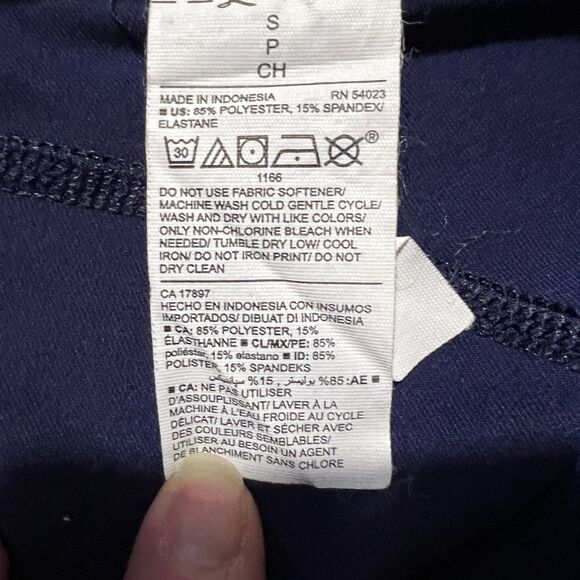 S
P
CH
MADE IN INDONESIA RN 54023
■ US: 85% POLYESTER, 15% SPANDEX/
ELASTANE
30 ®
1166
DO NOT USE FABRIC SOFTENER/
MACHINE WASH COLD GENTLE CYCLE/
WASH AND DRY WITH LIKE COLORS/
ONLY NON-CHLORINE BLEACH WHEN
NEEDED/ TUMBLE DRY LOW/ COOL
IRON/ DO NOT IRON PRINT/ DO NOT
DRY CLEAN
CA 17897
HECHO EN INDONESIA CON INSUMOS
IMPORTADOS/ DIBUAT DI INDONESIA
■ CA: 85% POLYESTER, 15%
ÉLASTHANNE ■ CL/MX/PE: 85%
poliéster, 15% elastano ■ ID: 85%
POLISTER, 15% SPANDEKS
■ AE: 85% بوليستر, 15% سباندكس
■ CA: NE PAS UTILISER
D'ASSOUPLISSANT/ LAVER À LA
MACHINE À L'EAU FROIDE AU CYCLE
DÉLICAT/ LAVER ET SÉCHER AVEC
DES COULEURS SEMBLABLES/
UTILISER AU BESOIN UN AGENT
DE BLANCHIMENT SANS CHLORE